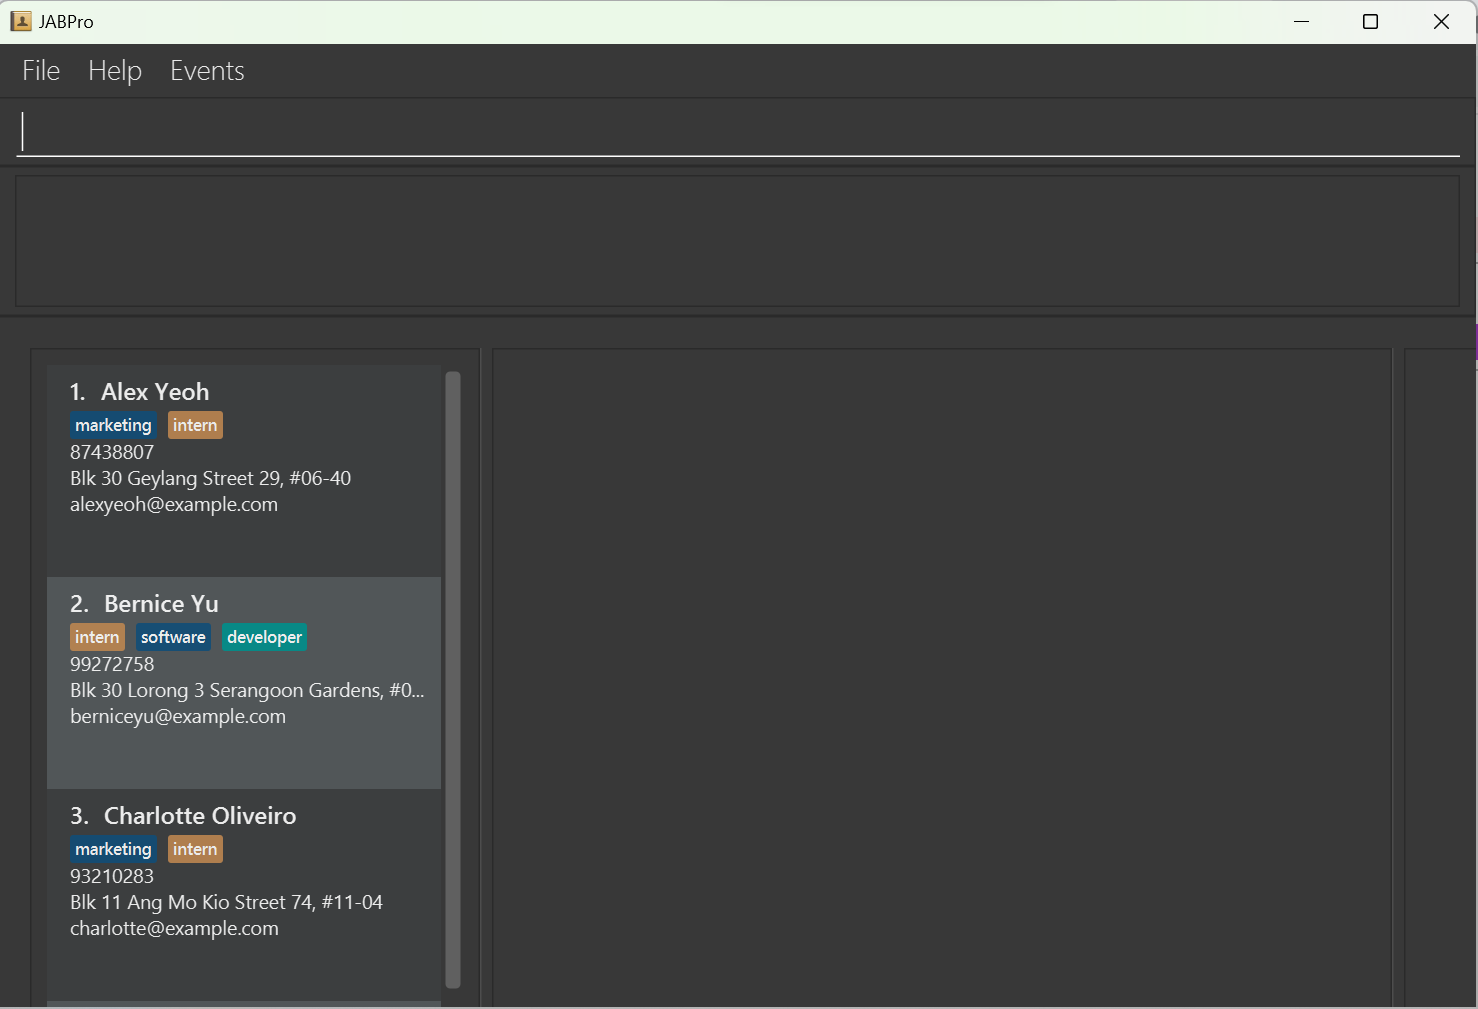 JABPro
File Help Events
1. Alex Yeoh
marketing intern
87438807
Blk 30 Geylang Street 29, #06-40
alexyeoh@example.com
2. Bernice Yu
intern software developer
99272758
Blk 30 Lorong 3 Serangoon Gardens, #0...
berniceyu@example.com
3. Charlotte Oliveiro
marketing intern
93210283
Blk 11 Ang Mo Kio Street 74, #11-04
charlotte@example.com